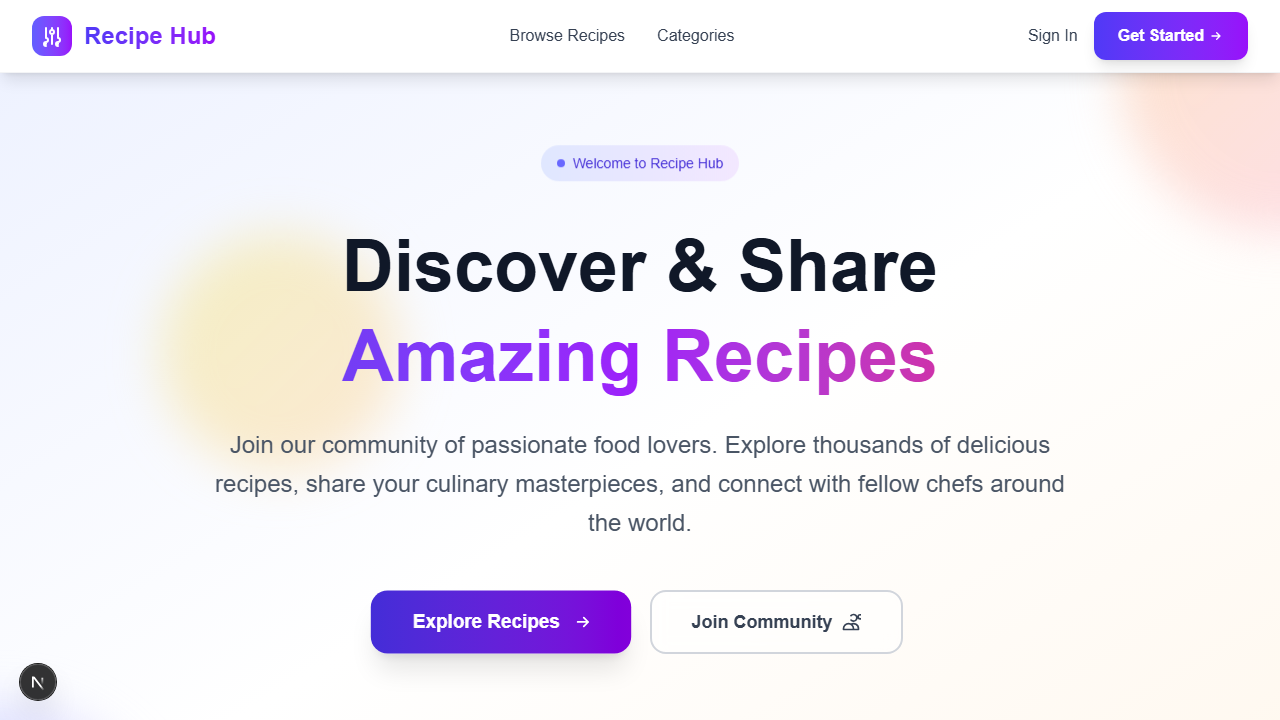 Recipe Hub
Browse Recipes
Categories
Sign In
Get Started →
Welcome to Recipe Hub
Discover & Share
Amazing Recipes
Join our community of passionate food lovers. Explore thousands of delicious
recipes, share your culinary masterpieces, and connect with fellow chefs around
the world.
Explore Recipes →
Join Community
N